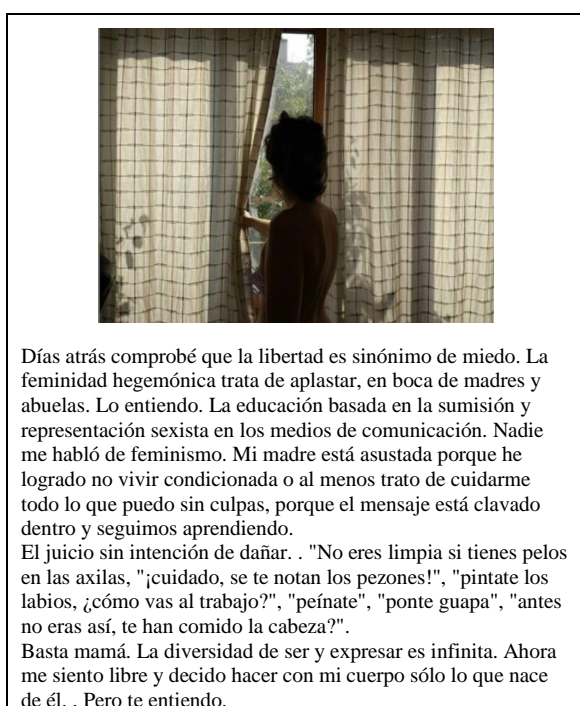 Días atrás comprobé que la libertad es sinónimo de miedo. La
feminidad hegemónica trata de aplastar, en boca de madres y
abuelas. Lo entiendo. La educación basada en la sumisión y
representación sexista en los medios de comunicación. Nadie
me habló de feminismo. Mi madre está asustada porque he
logrado no vivir condicionada o al menos trato de cuidarme
todo lo que puedo sin culpas, porque el mensaje está clavado
dentro y seguimos aprendiendo.
El juicio sin intención de dañar. . "No eres limpia si tienes pelos
en las axilas, "¡cuidado, se te notan los pezones!", "pintate los
labios, ¿cómo vas al trabajo?", "peínate", "ponte guapa", "antes
no eras así, te han comido la cabeza?".
Basta mamá. La diversidad de ser y expresar es infinita. Ahora
me siento libre y decido hacer con mi cuerpo sólo lo que nace
de él. . Pero te entiendo.